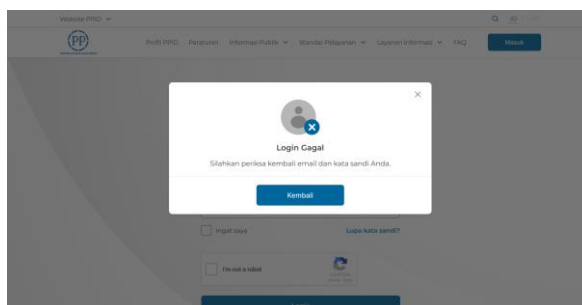 Website PPID
PP
Profil PPID Peraturan Informasi Publik Standar Pelayanan Layanan Informasi FAQ Masuk
Login Gagal
Silahkan periksa kembali email dan kata sandi Anda.
Kembali
Ingat saya Lupa kata sandi?
I'm not a robot